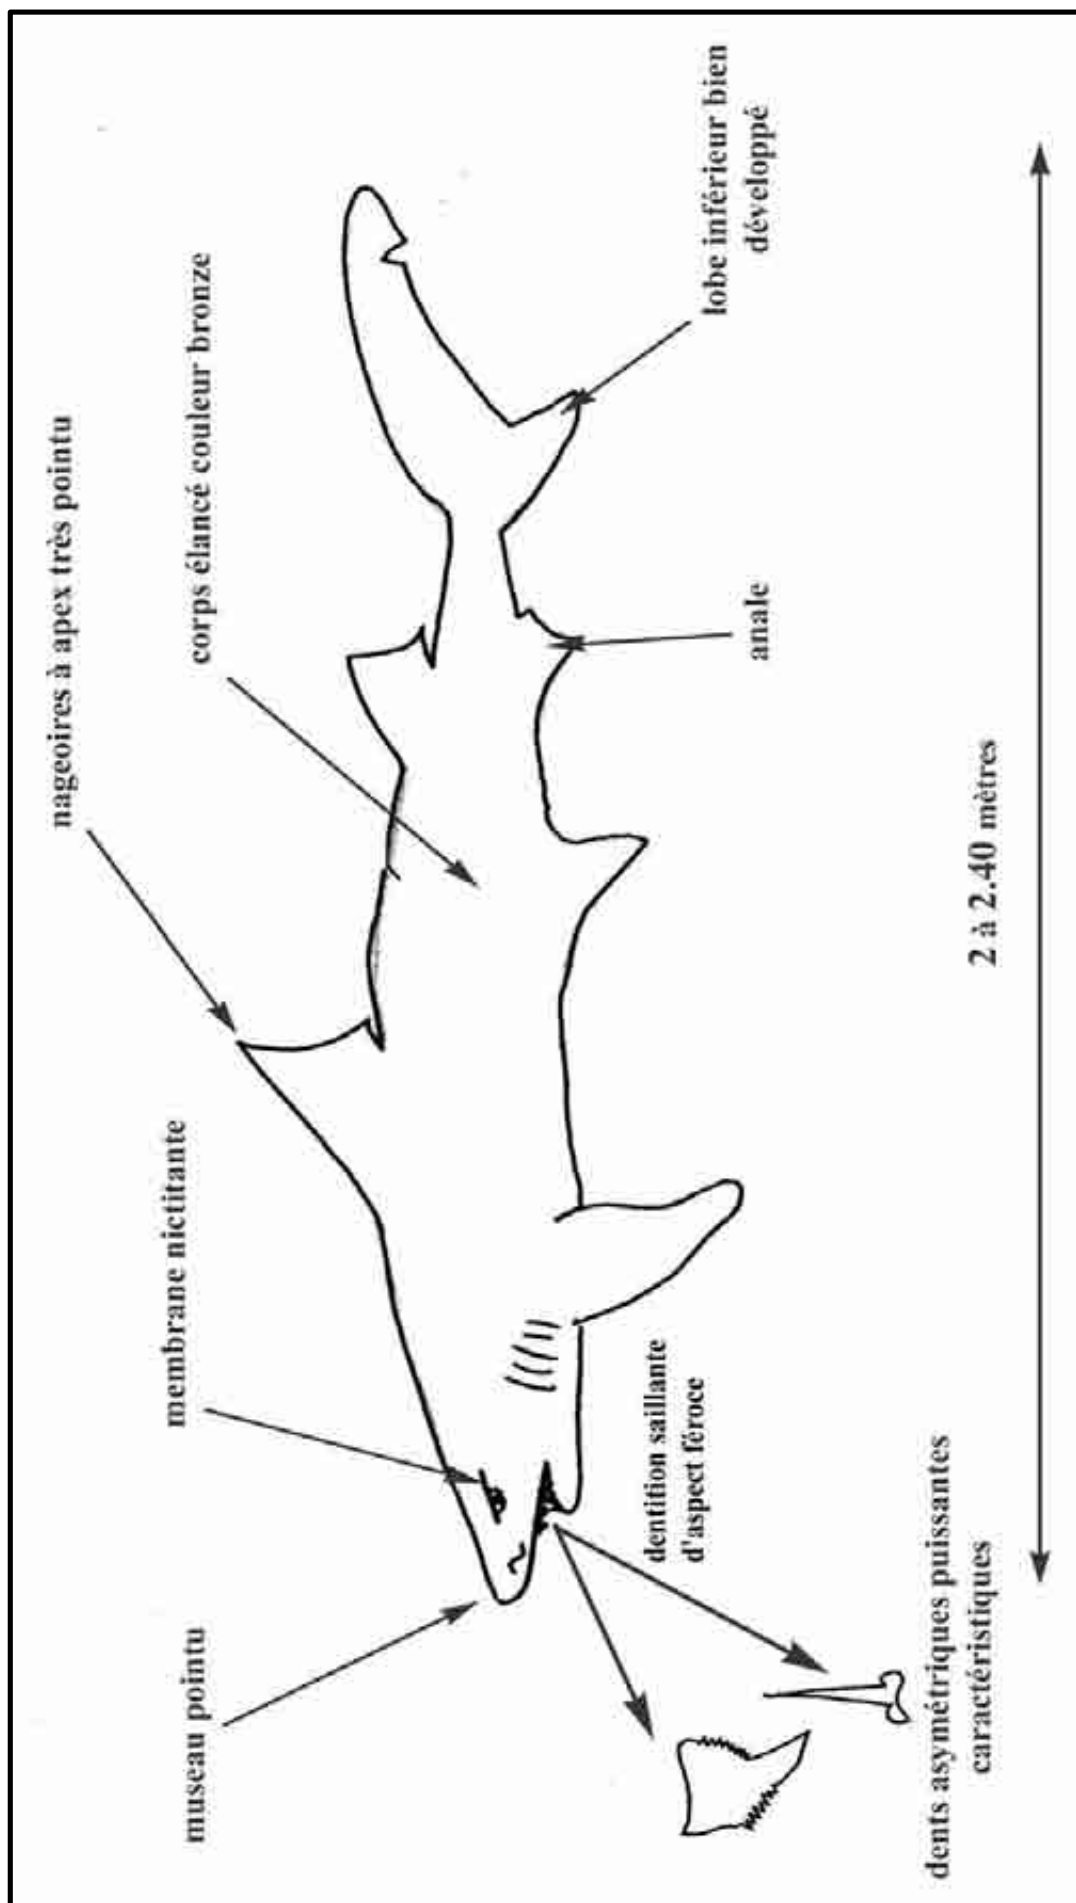 nageoires à apex très pointu
corps élancé couleur bronze
membrane nictitante
museau pointu
lobe inférieur bien
développé
anale
dentition saillante
d'aspect féroce
dents asymétriques puissantes
caractéristiques
2 à 2.40 mètres